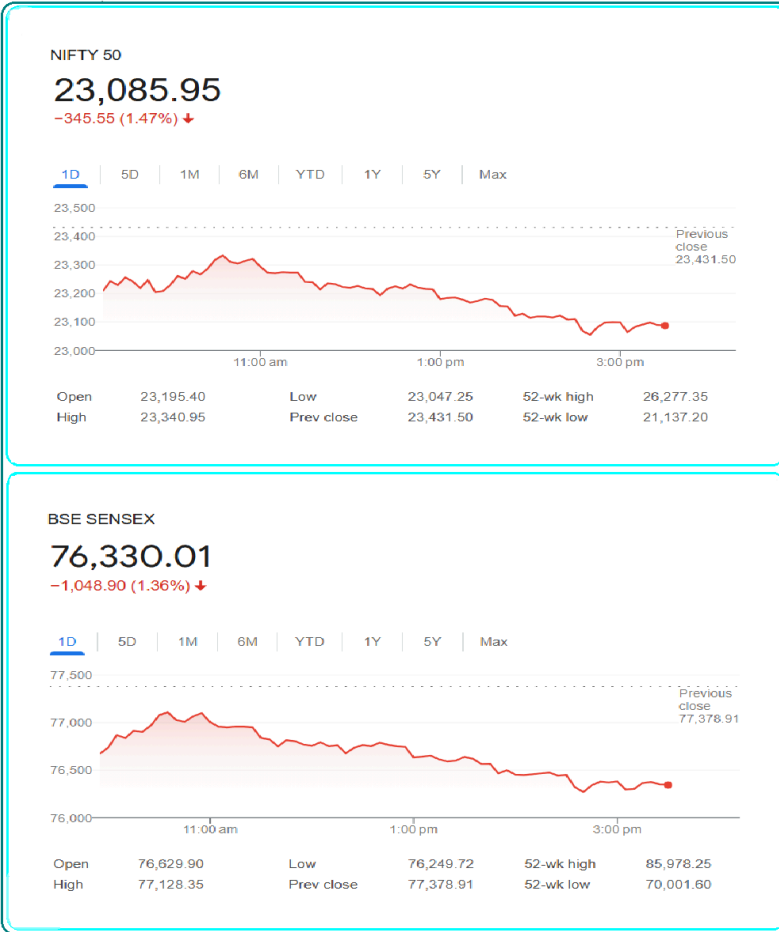 NIFTY 50
23,085.95
−345.55 (1.47%)
1D 5D 1M 6M YTD 1Y 5Y Max
23,500
23,400
23,300
23,200
23,100
23,000
Previous
close
23,431.50
11:00 am 1:00 pm 3:00 pm
Open 23,195.40 Low 23,047.25 52-wk high 26,277.35
High 23,340.95 Prev close 23,431.50 52-wk low 21,137.20
BSE SENSEX
76,330.01
−1,048.90 (1.36%)
1D 5D 1M 6M YTD 1Y 5Y Max
77,500
77,000
76,500
76,000
Previous
close
77,378.91
11:00 am 1:00 pm 3:00 pm
Open 76,629.90 Low 76,249.72 52-wk high 85,978.25
High 77,128.35 Prev close 77,378.91 52-wk low 70,001.60